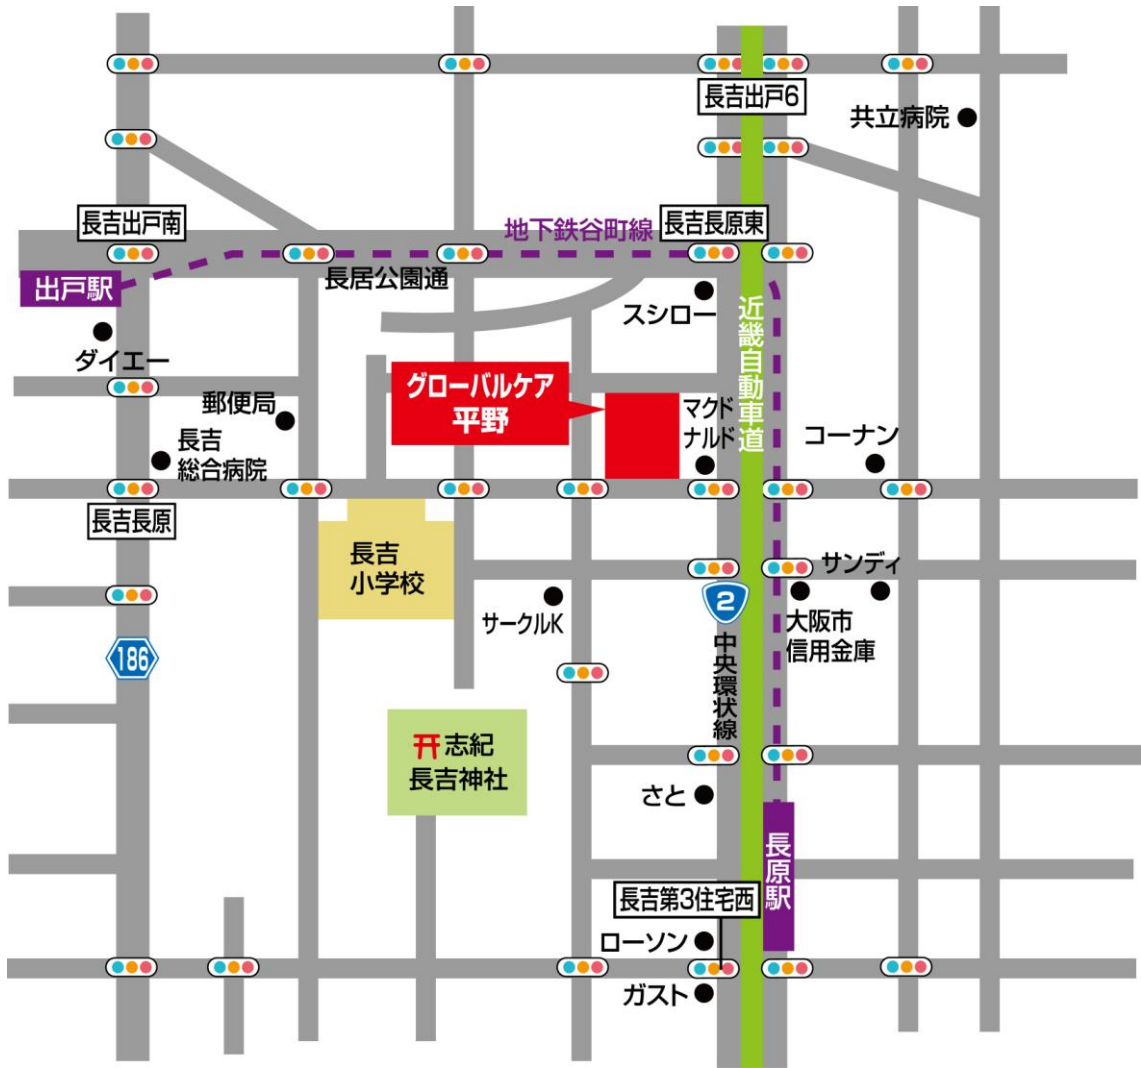 長吉出戸6
共立病院
長吉出戸南
地下鉄谷町線
長吉長原東
出戸駅
長居公園通
スシロー
近畿自動車道
ダイエー
グローバルケア
平野
郵便局
マクド
ナルド
コーナン
長吉
総合病院
長吉長原
長吉
小学校
サンディ
2
サークルK
大阪市
信用金庫
186
中央環状線
志紀
長吉神社
さと
長原駅
長吉第3住宅西
ローソン
ガスト